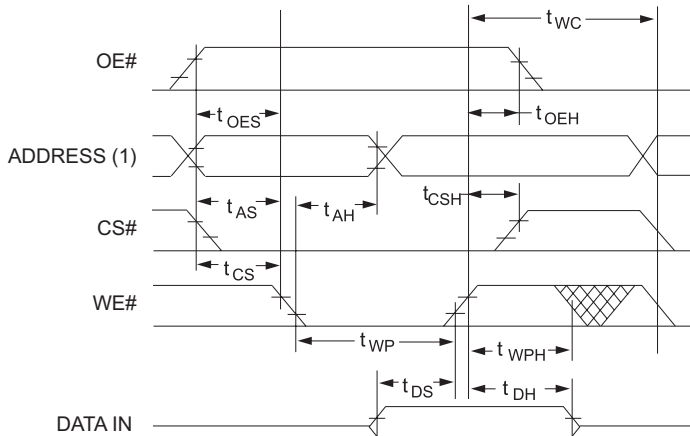 tWC
OE#
tOES
tOEH
ADDRESS (1)
tAS
tAH
tCSH
CS#
tCS
WE#
tWP
tWPH
tDS
tDH
DATA IN